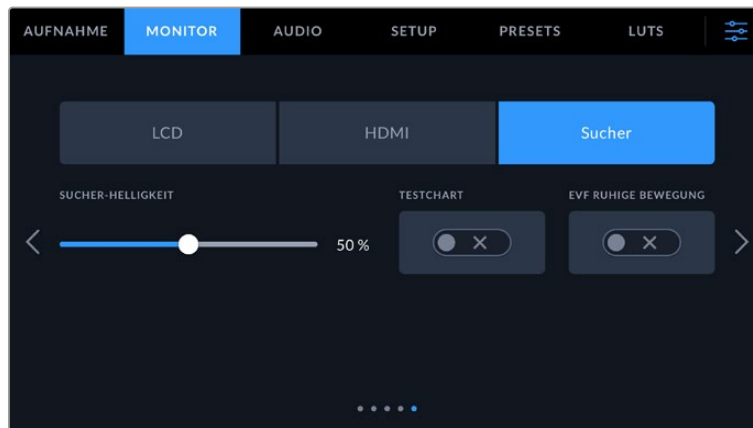 AUFNAHME MONITOR AUDIO SETUP PRESETS LUTS
LCD HDMI Sucher
SUCHER-HELLIGKEIT TESTCHART EVF RUHIGE BEWEGUNG
50 %